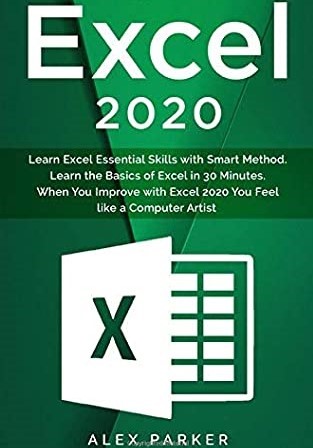 Excel
2020
Learn Excel Essential Skills with Smart Method.
Learn the Basics of Excel in 30 Minutes.
When You Improve with Excel 2020 You Feel
like a Computer Artist
X
ALEX PARKER